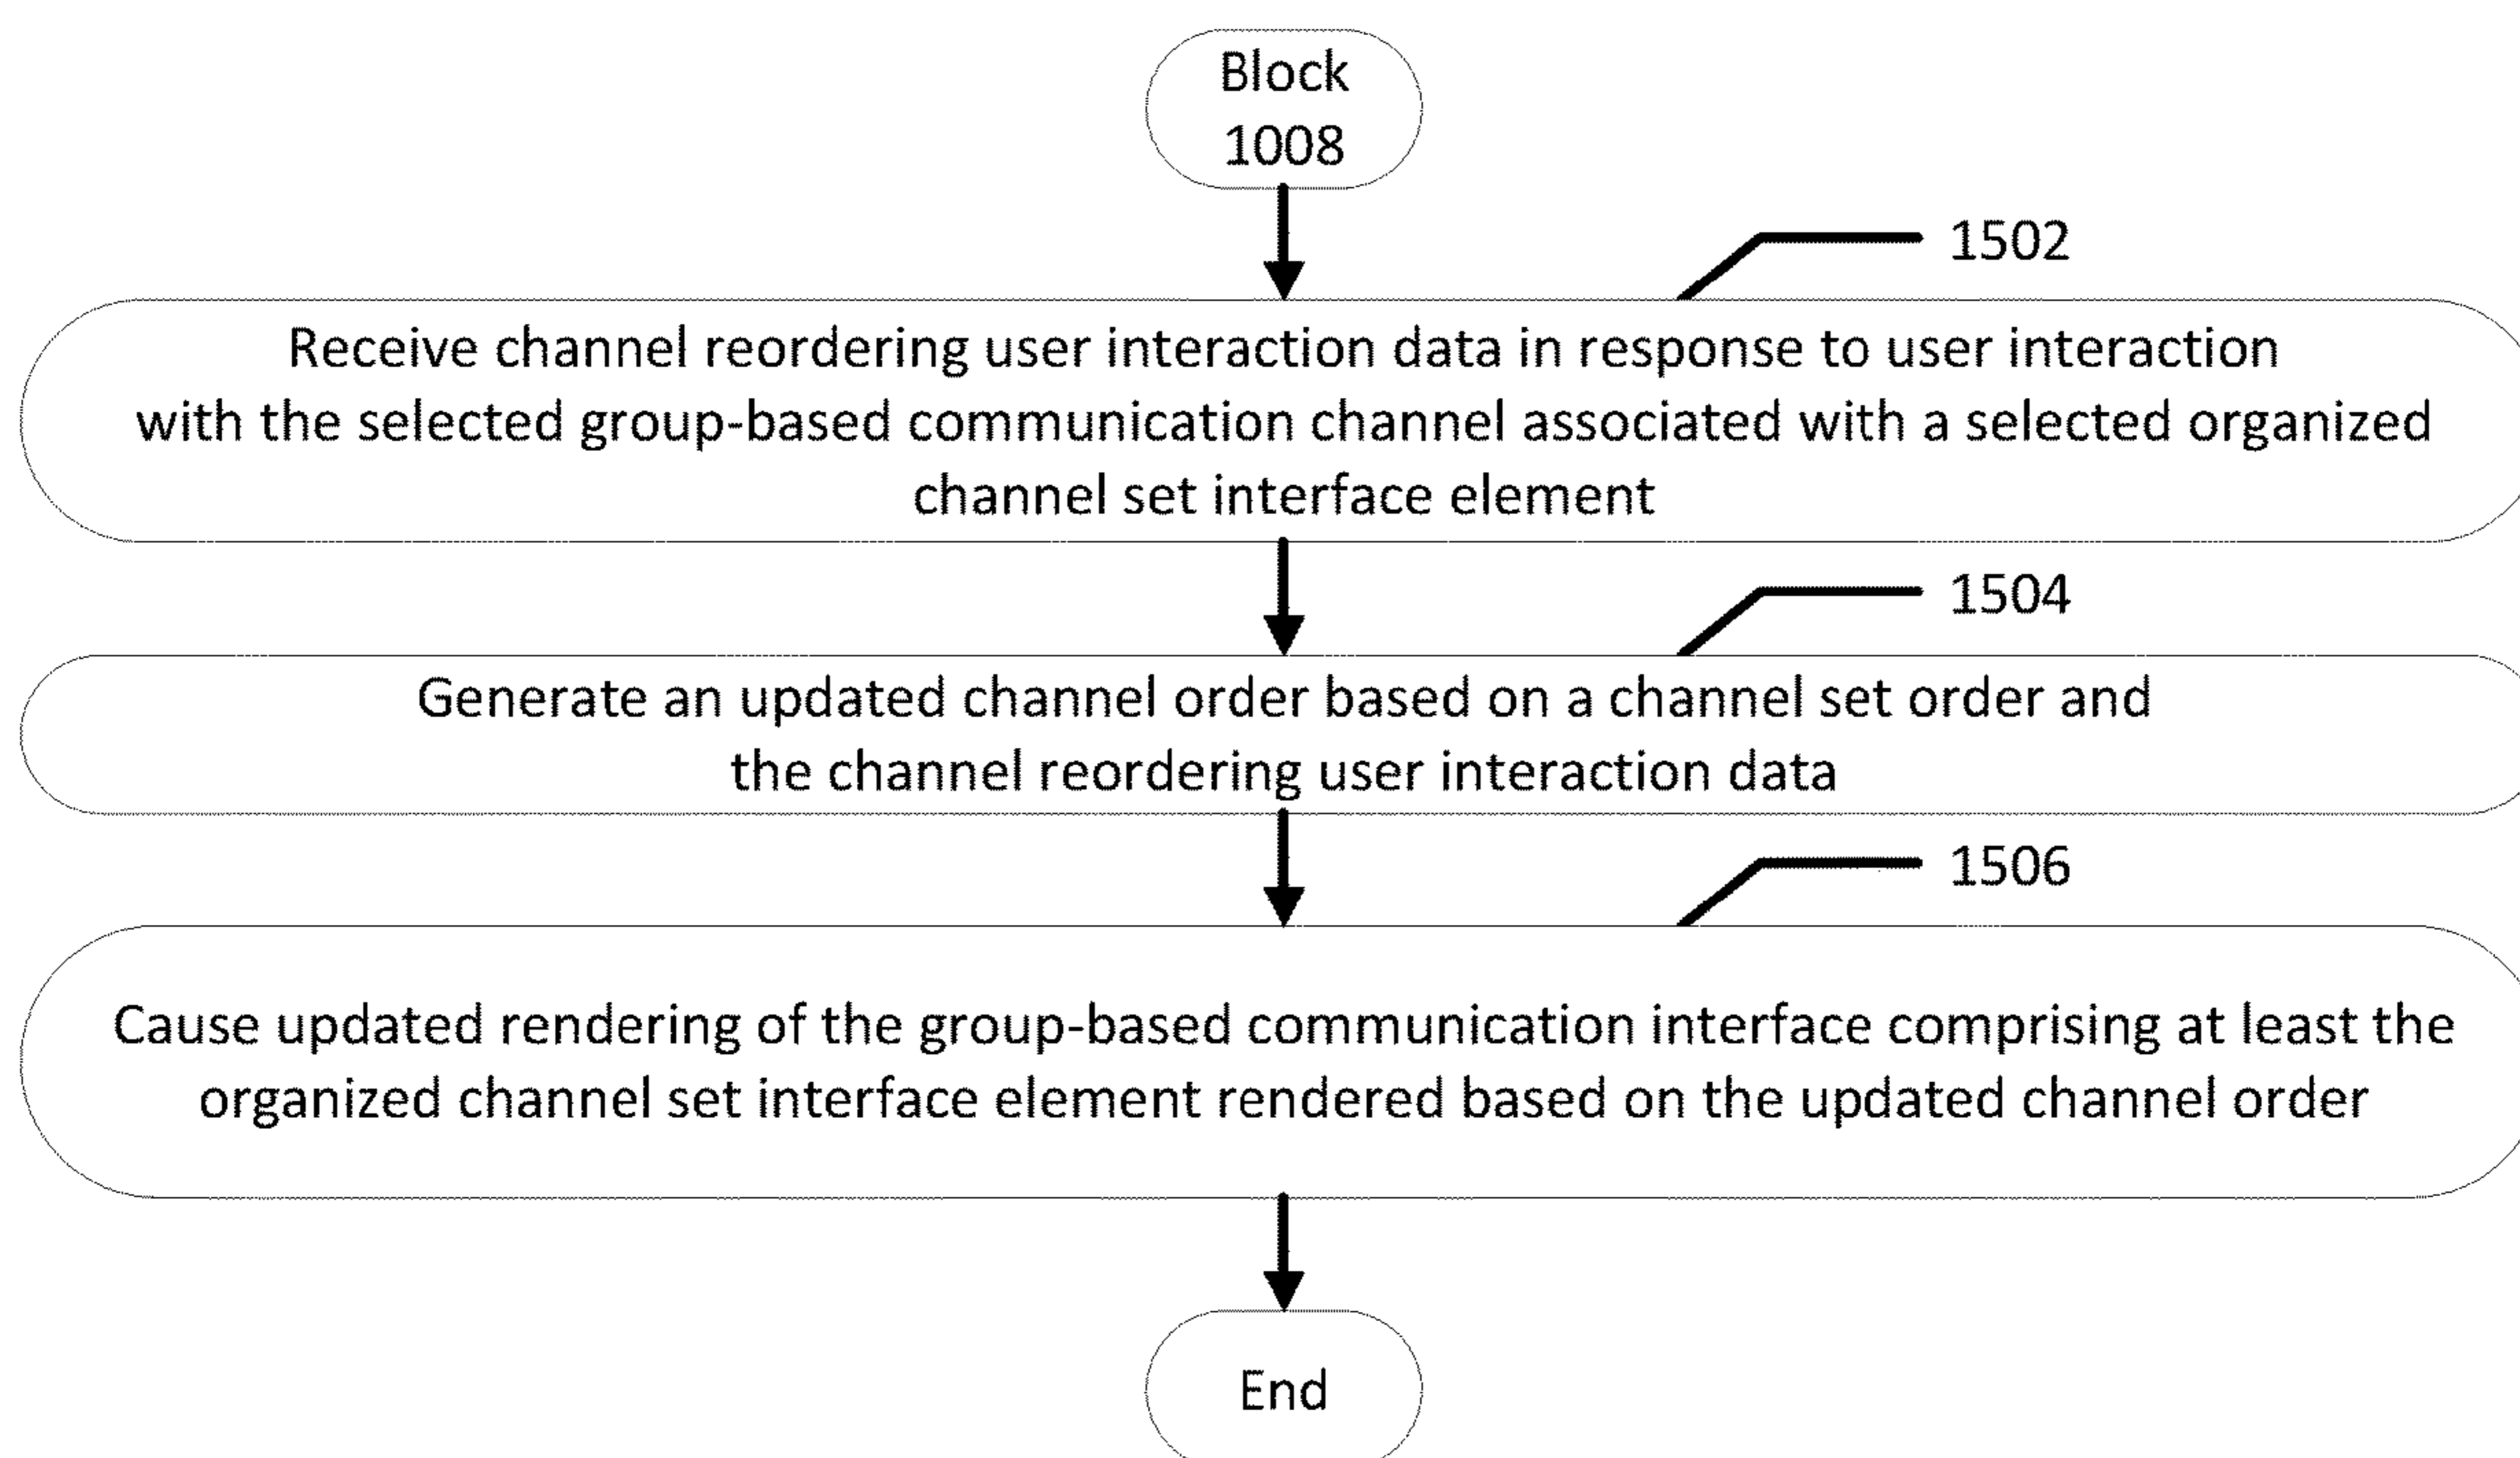 Block
1008
1502
Receive channel reordering user interaction data in response to user interaction
with the selected group-based communication channel associated with a selected organized
channel set interface element
1504
Generate an updated channel order based on a channel set order and
the channel reordering user interaction data
1506
Cause updated rendering of the group-based communication interface comprising at least the
organized channel set interface element rendered based on the updated channel order
End